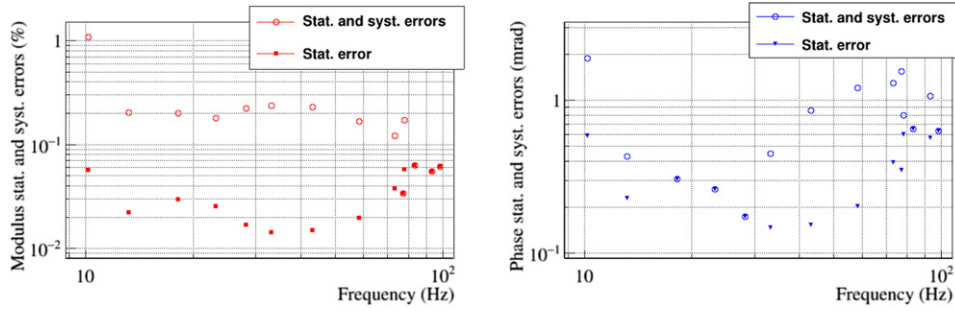 Modulus stat. and syst. errors (%)
1
10⁻¹
10⁻²
Stat. and syst. errors
Stat. error
10
10²
Frequency (Hz)
Phase stat. and syst. errors (mrad)
1
10⁻¹
Stat. and syst. errors
Stat. error
10
10²
Frequency (Hz)